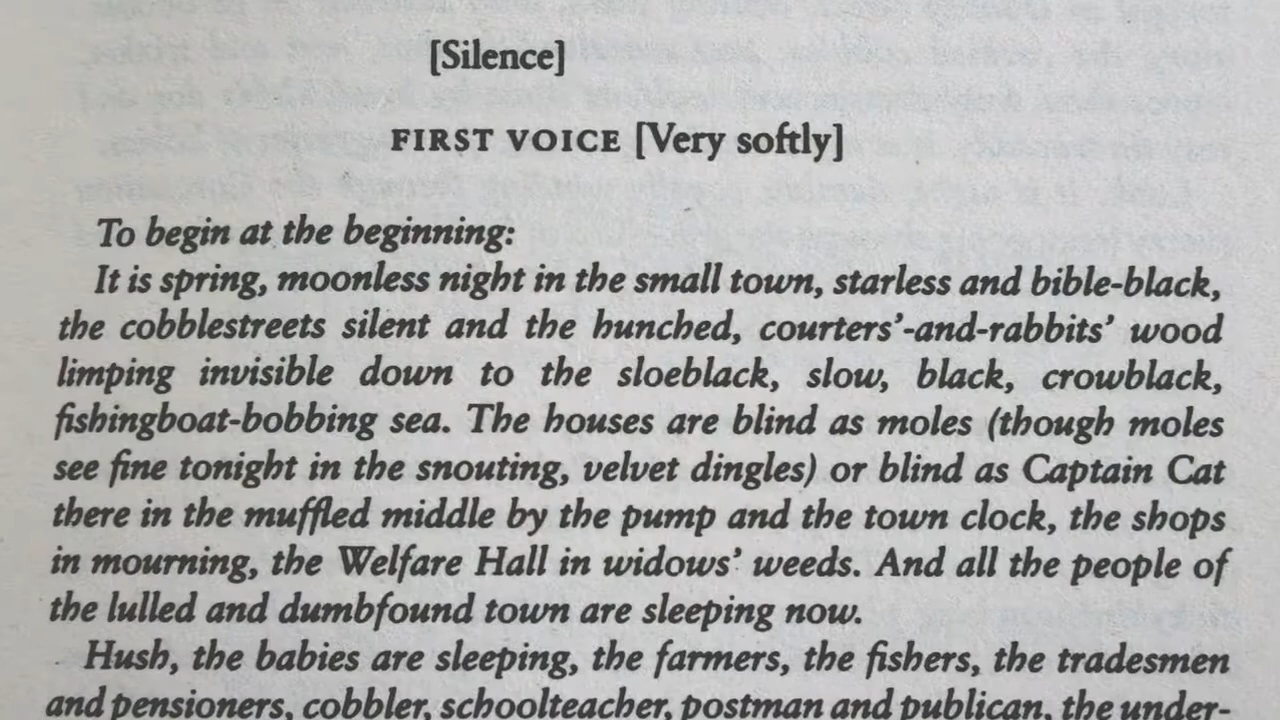 [Silence]
FIRST VOICE [Very softly]
To begin at the beginning:
It is spring, moonless night in the small town, starless and bible-black,
the cobblestreets silent and the hunched, courters’-and-rabbits’ wood
limping invisible down to the sloeblack, slow, black, crowblack,
fishingboat-bobbing sea. The houses are blind as moles (though moles
see fine tonight in the snouting, velvet dingles) or blind as Captain Cat
there in the muffled middle by the pump and the town clock, the shops
in mourning, the Welfare Hall in widows’ weeds. And all the people of
the lulled and dumbfound town are sleeping now.
Hush, the babies are sleeping, the farmers, the fishers, the tradesmen
and pensioners, cobbler, schoolteacher, postman and publican, the under-